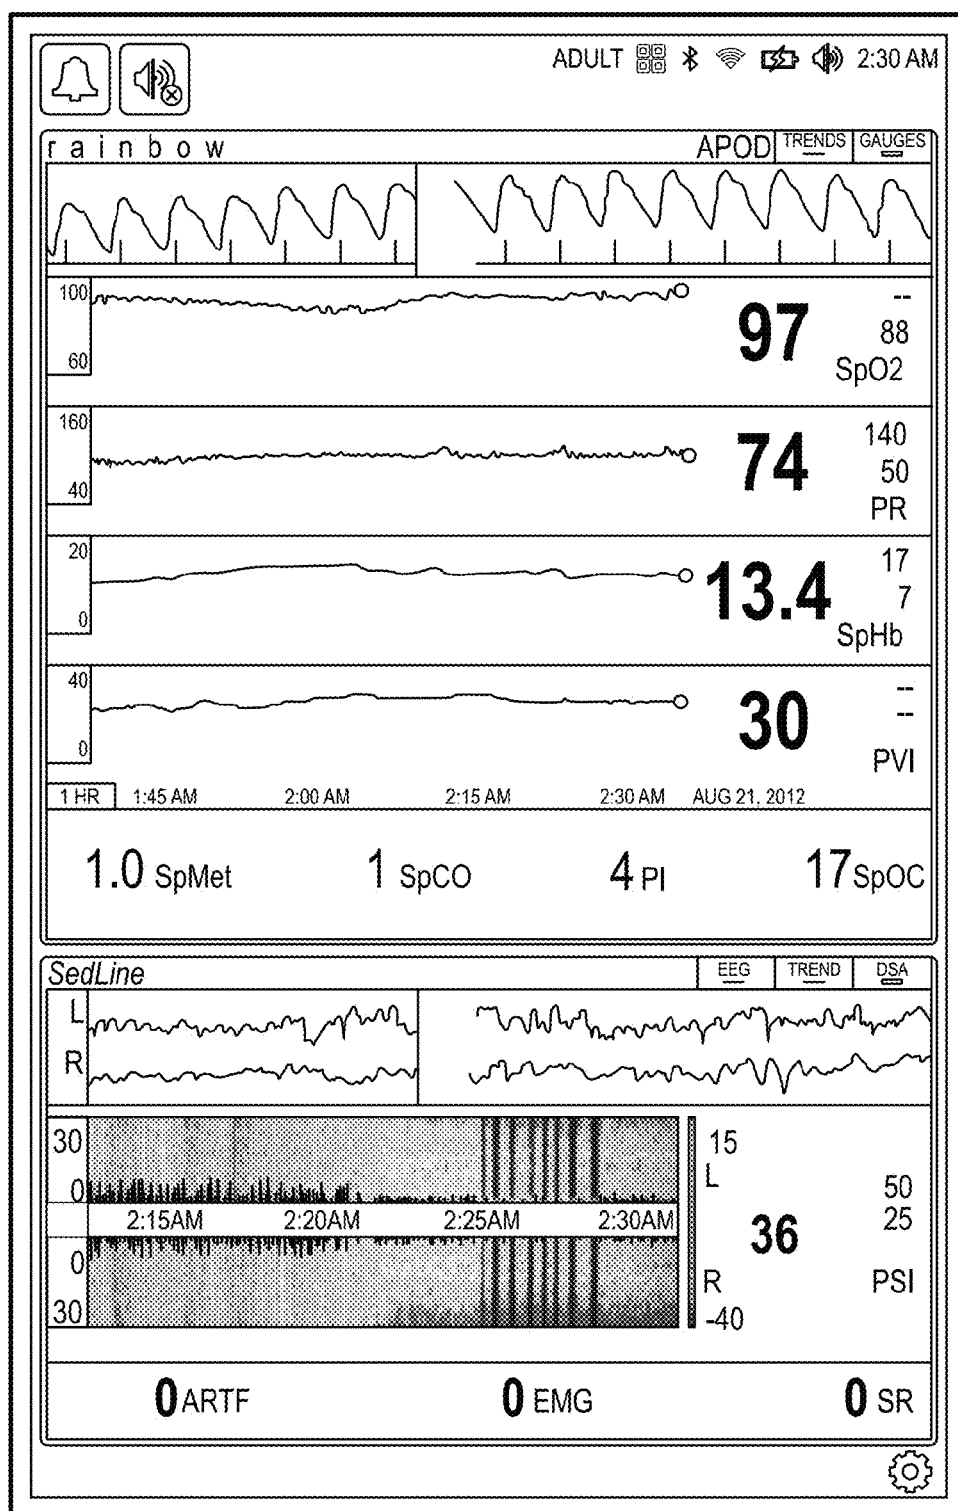 ADULT 2:30 AM
rainbow APOD TRENDS GAUGES
100 97 --
88
60 SpO2
160 74 140
50
40 PR
20 13.4 17
7
0 SpHb
40 30 --
--
0 PVI
1 HR 1:45 AM 2:00 AM 2:15 AM 2:30 AM AUG 21, 2012
1.0 SpMet 1 SpCO 4 PI 17 SpOC
SedLine EEG TREND DSA
L
R
30 15
L
0 50
2:15AM 2:20AM 2:25AM 2:30AM 36 25
0 R PSI
30 -40
0 ARTF 0 EMG 0 SR